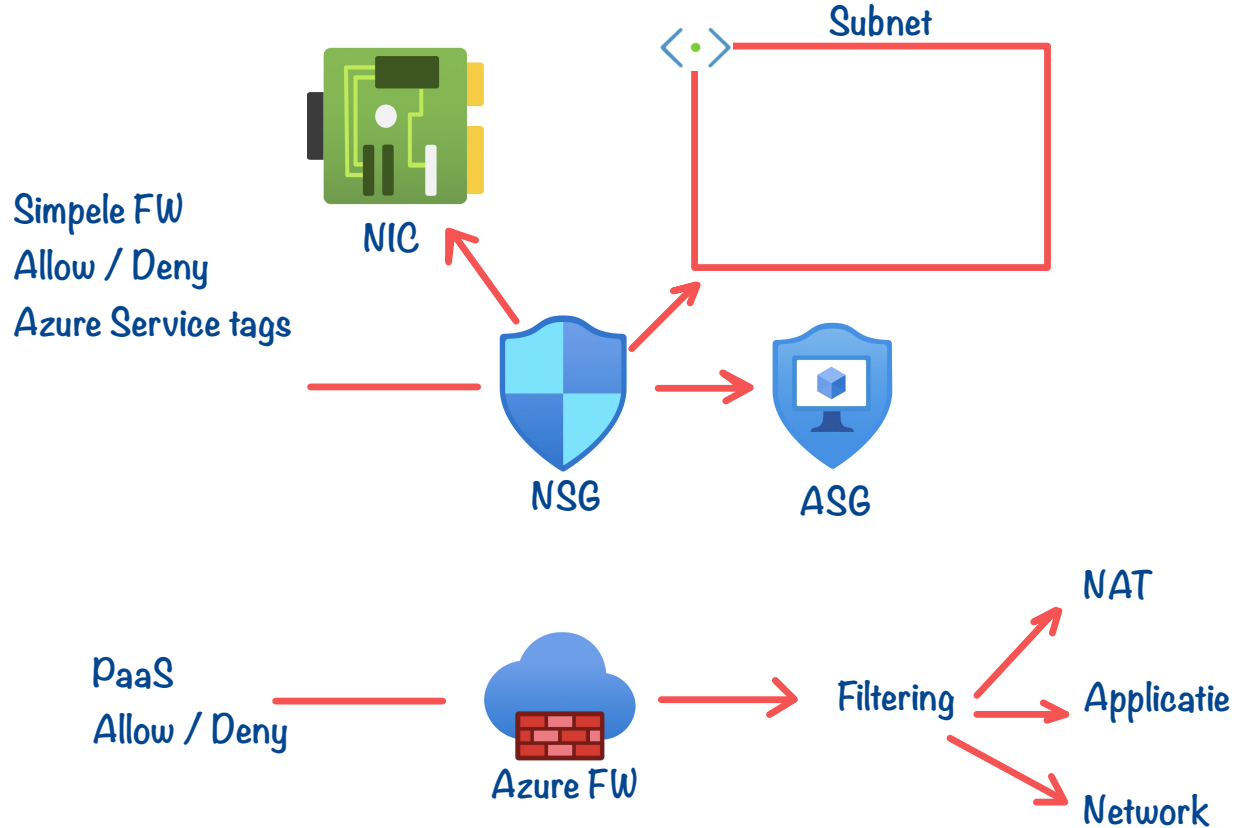 Subnet
NIC
Simpele FW
Allow / Deny
Azure Service tags
NSG
ASG
PaaS
Allow / Deny
Azure FW
Filtering
NAT
Applicatie
Network